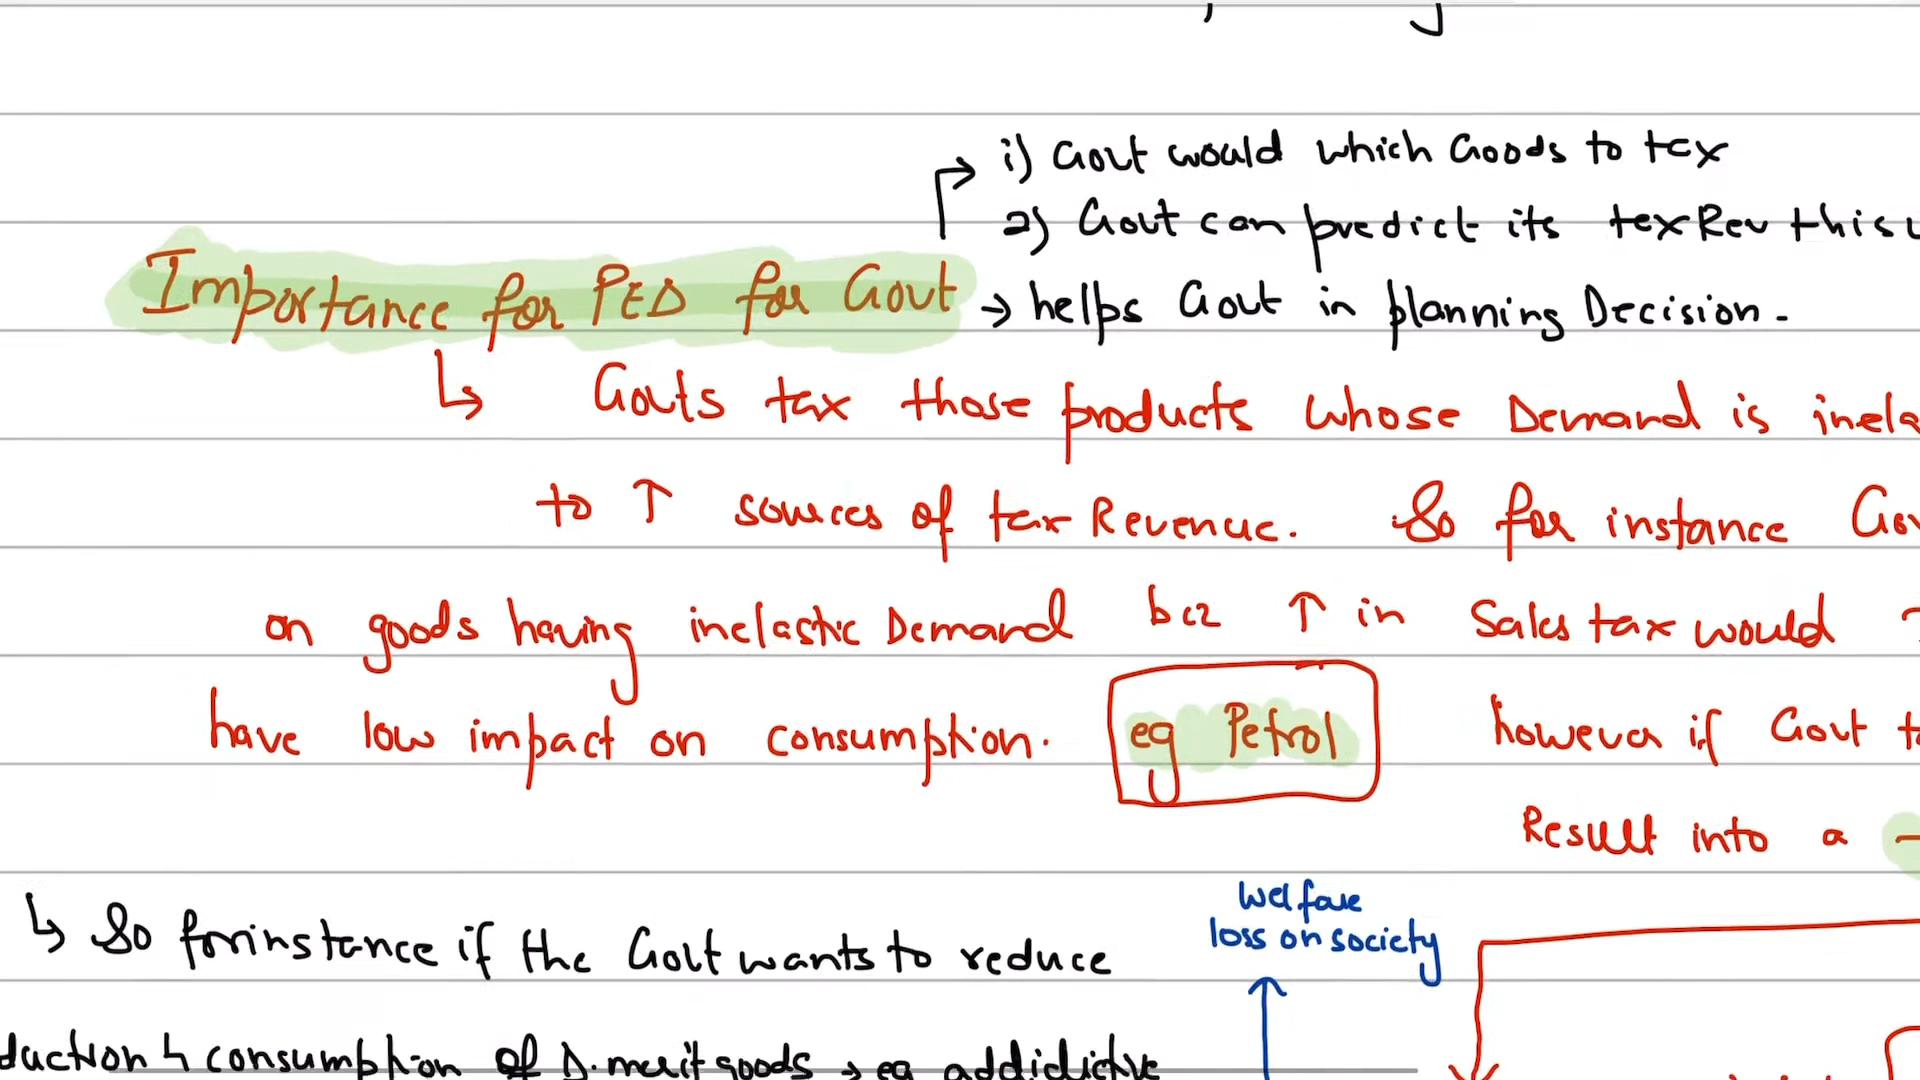 i) Govt would which Goods to tax
2) Govt can predict its tax Rev this
Importance for PED for Govt → helps Govt in planning Decision.
↳ Govts tax those products whose Demand is inela
to ↑ sources of tax Revenue. So for instance Gov
on goods having inelastic Demand bcz ↑ in Sales tax would
have low impact on consumption. eg Petrol however if Govt t
Result into a
welfare
loss on society
↳ So forinstance if the Govt wants to reduce
duction & consumption of D.merit goods → eg addidictive